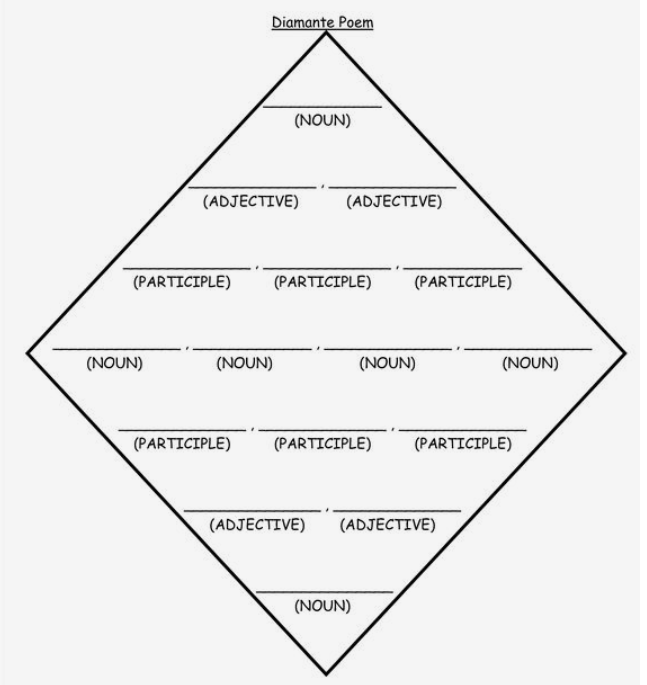 Diamante Poem
(NOUN)
(ADJECTIVE) , (ADJECTIVE)
(PARTICIPLE) , (PARTICIPLE) , (PARTICIPLE)
(NOUN) , (NOUN) , (NOUN) , (NOUN)
(PARTICIPLE) , (PARTICIPLE) , (PARTICIPLE)
(ADJECTIVE) , (ADJECTIVE)
(NOUN)